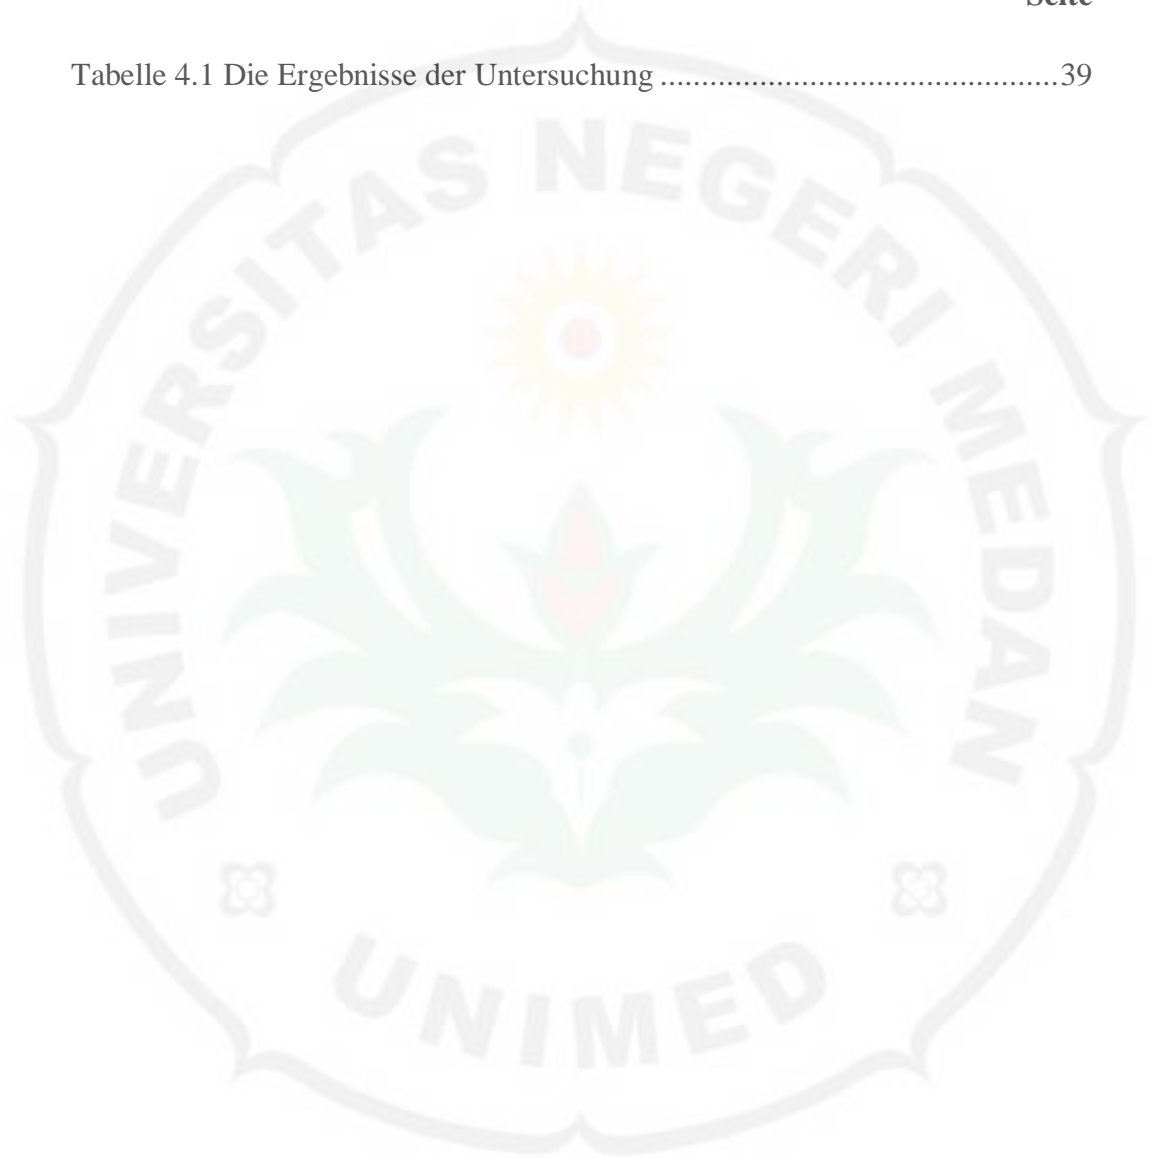 Seite
Tabelle 4.1 Die Ergebnisse der Untersuchung ................................................39
UNIVERSITAS NEGERI MEDAN
UNIMED